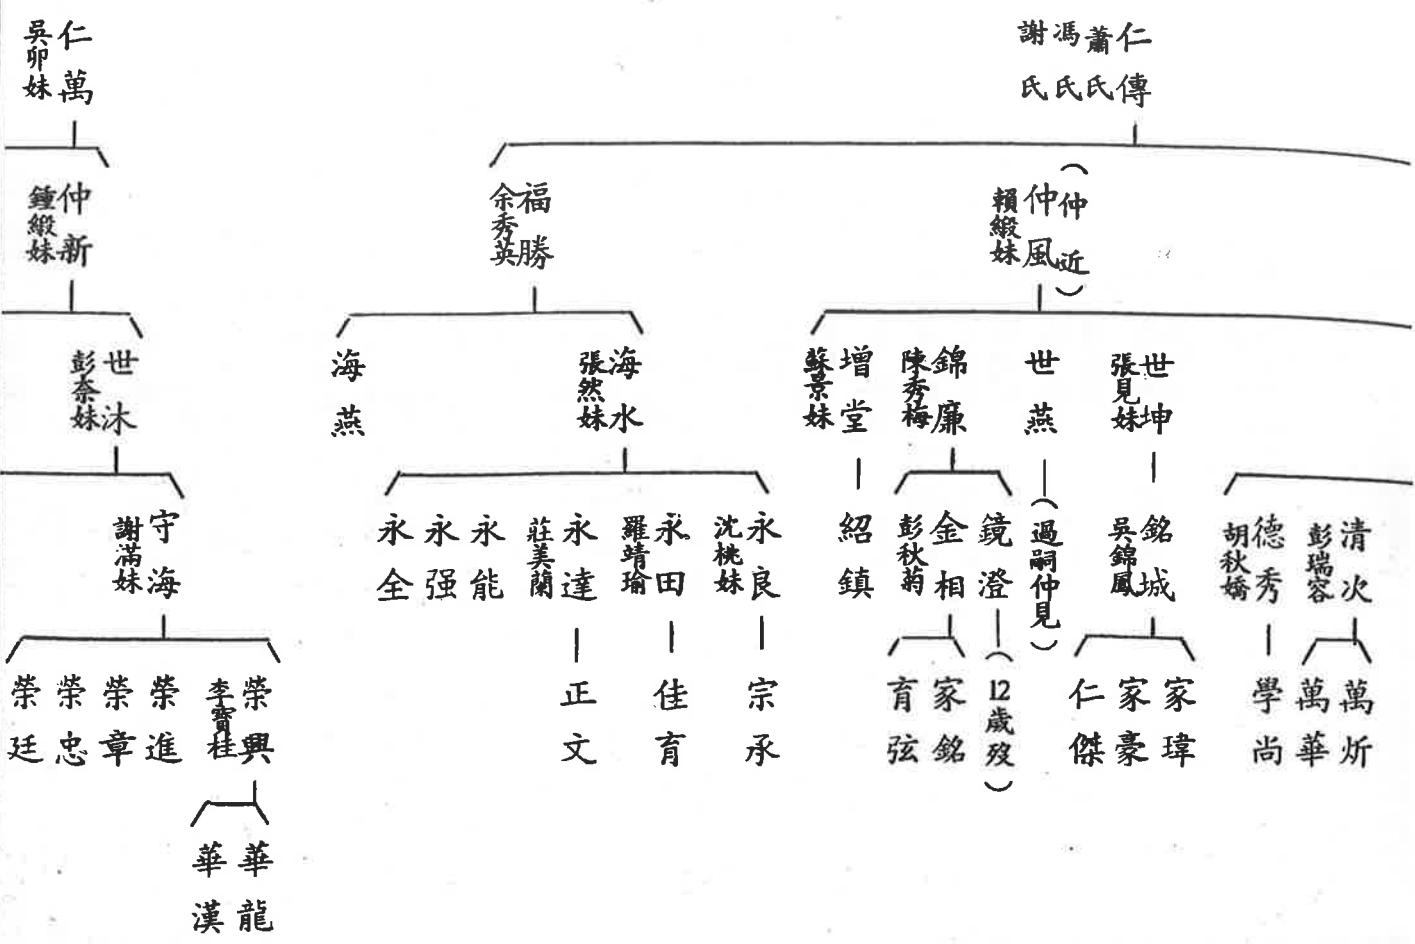 仁傳
蕭氏
馮氏
謝氏
仁萬
吳卯妹
(仲近)
仲風
賴緞妹
福勝
余秀英
仲新
鍾緞妹
世坤
張見妹
世燕
錦廉
陳秀梅
增堂
蘇景妹
海水
張然妹
海燕
世沐
彭奈妹
清次
彭瑞容
德秀
胡秋嬌
銘城
吳錦鳳
(過嗣仲見)
鏡澄
金相
彭秋菊
紹鎮
永良
沈桃妹
永田
羅靖瑜
永達
莊美蘭
永能
永强
永全
守海
謝滿妹
萬炘
萬華
學尚
家瑋
家豪
仁傑
(12歲歿)
家銘
育弦
宗承
佳育
正文
榮興
李寶桂
榮進
榮章
榮忠
榮廷
華龍
華漢